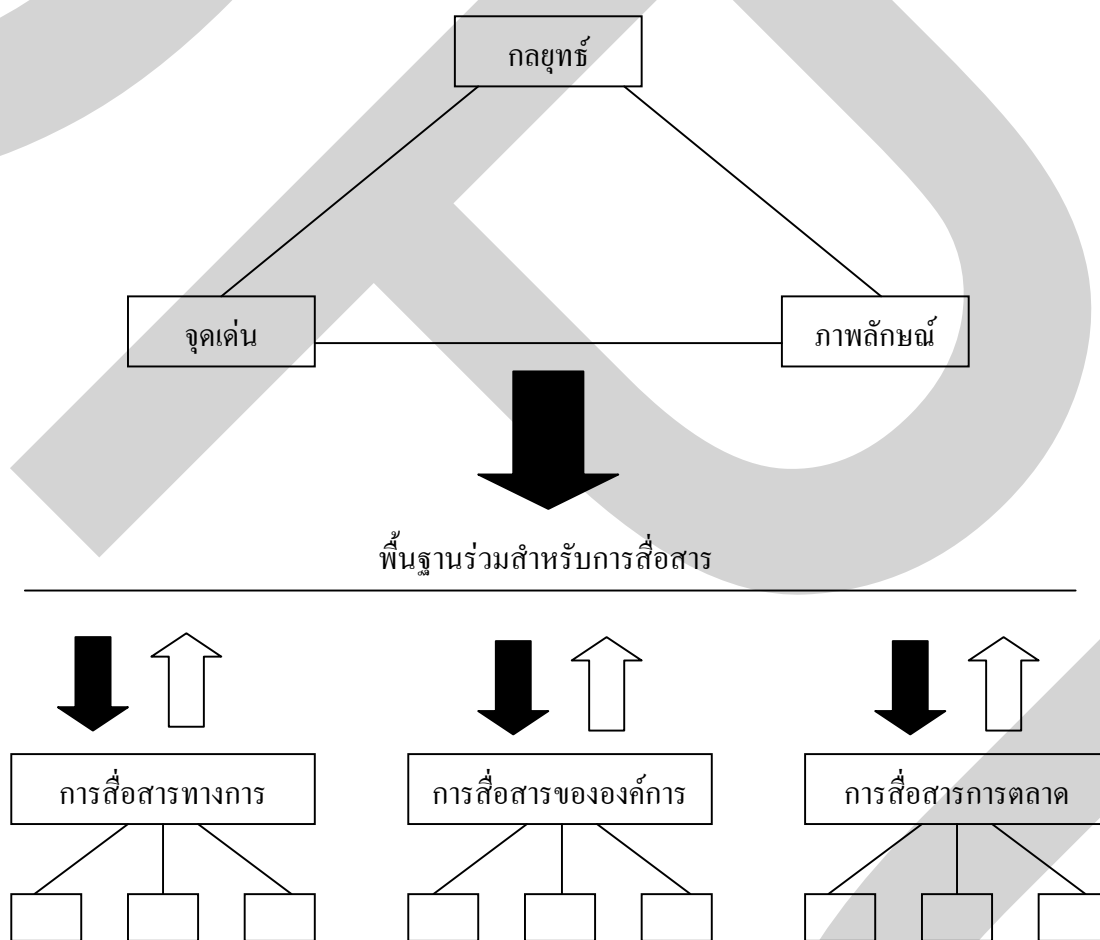 กลยุทธ์
จุดเด่น
ภาพลักษณ์
พื้นฐานร่วมสำหรับการสื่อสาร
การสื่อสารทางการ
การสื่อสารขององค์การ
การสื่อสารการตลาด